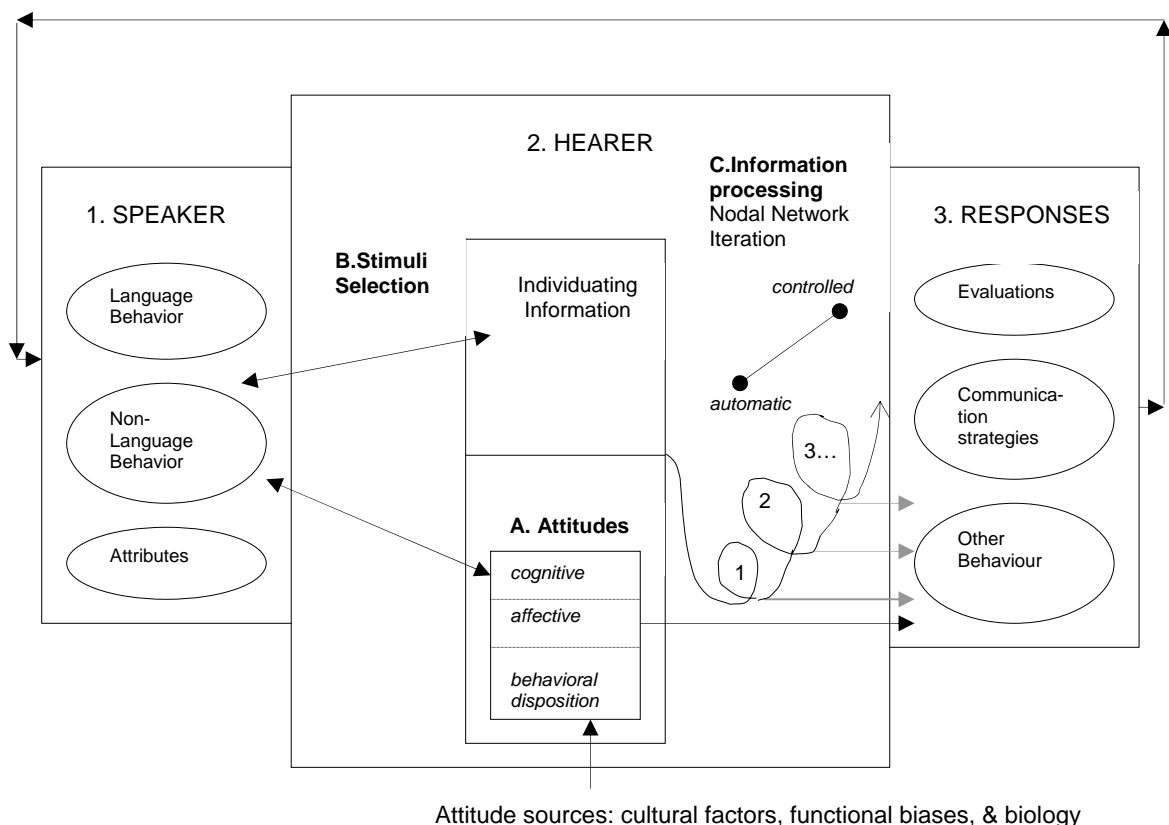 2. HEARER
1. SPEAKER
Language
Behavior
Non-
Language
Behavior
Attributes
B.Stimuli
Selection
Individuating
Information
A. Attitudes
cognitive
affective
behavioral
disposition
C.Information
processing
Nodal Network
Iteration
controlled
automatic
3…
2
1
3. RESPONSES
Evaluations
Communica-
tion
strategies
Other
Behaviour
Attitude sources: cultural factors, functional biases, & biology